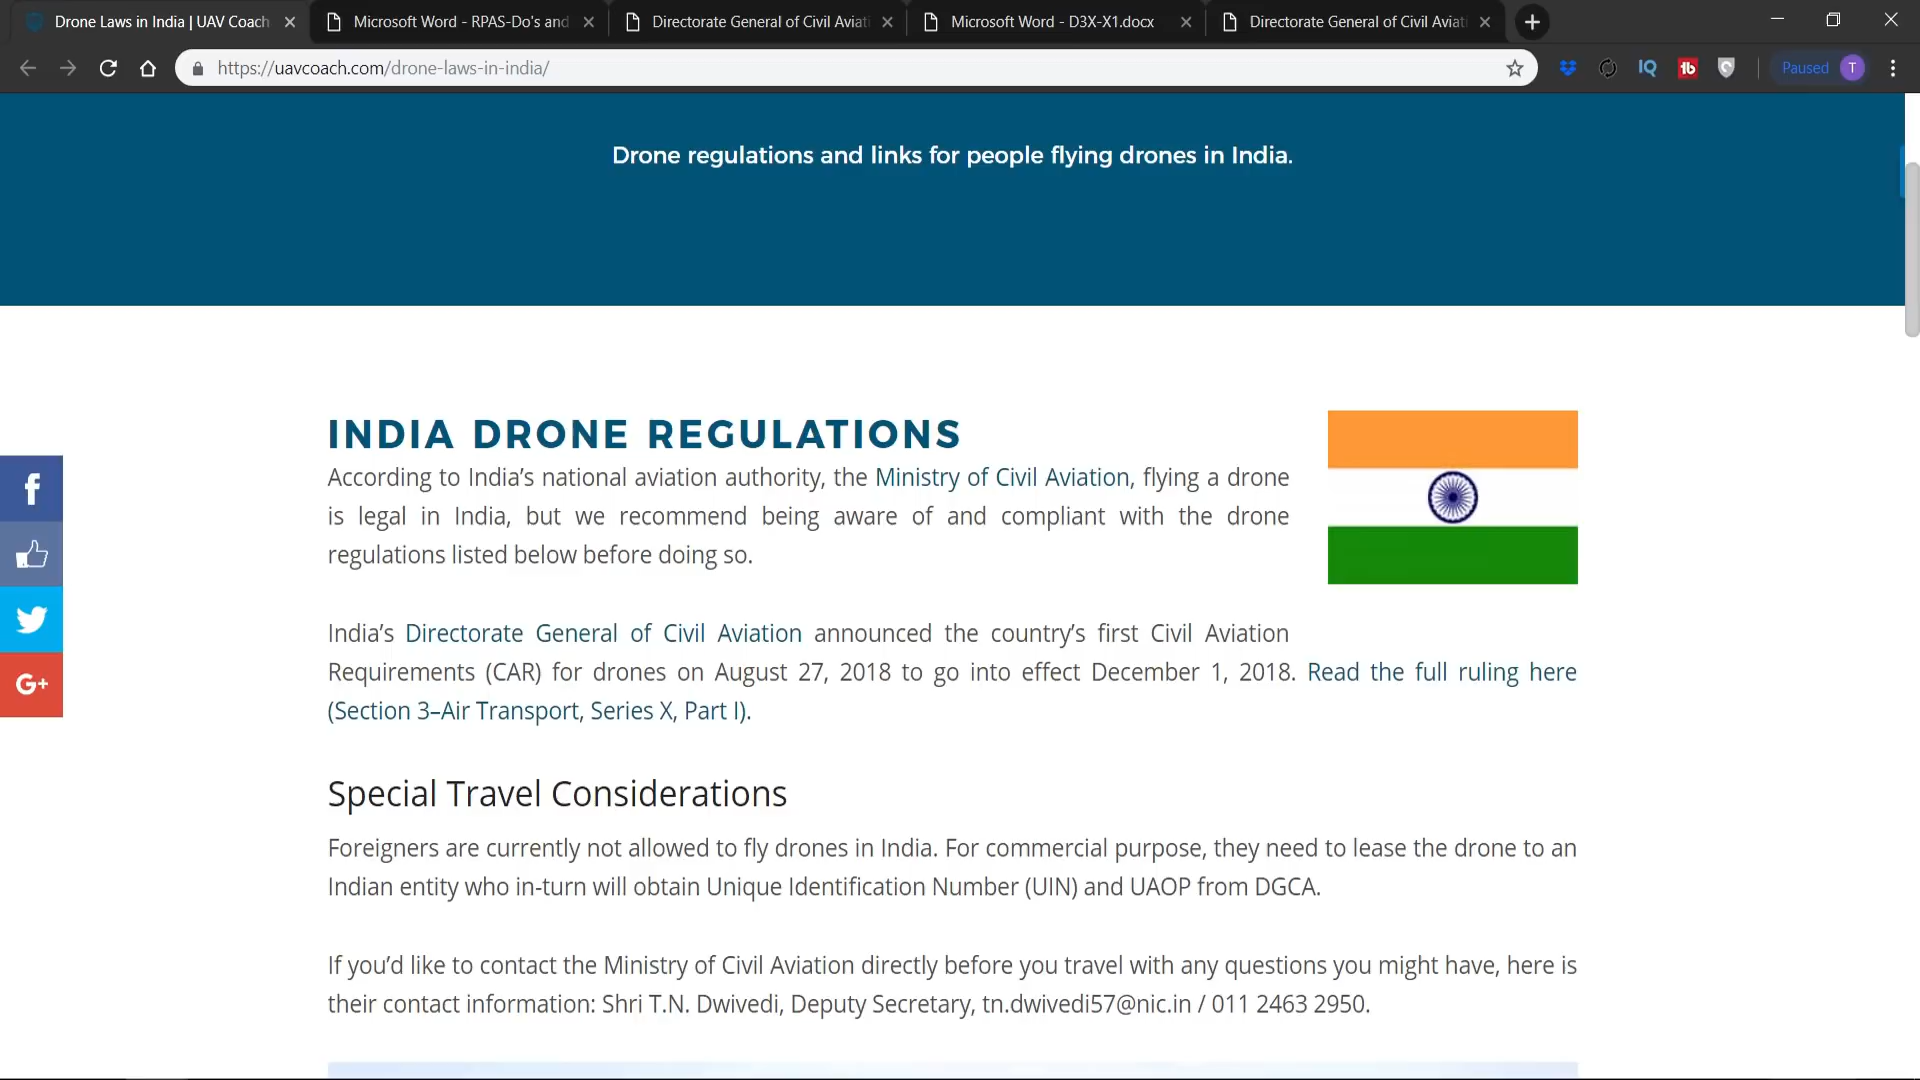 Drone Laws in India | UAV Coach
Microsoft Word - RPAS-Do's and
Directorate General of Civil Aviati
Microsoft Word - D3X-X1.docx
Directorate General of Civil Aviati
https://uavcoach.com/drone-laws-in-india/
IQ
tb
Paused
T
Drone regulations and links for people flying drones in India.
INDIA DRONE REGULATIONS
According to India’s national aviation authority, the Ministry of Civil Aviation, flying a drone
is legal in India, but we recommend being aware of and compliant with the drone
regulations listed below before doing so.
f
India’s Directorate General of Civil Aviation announced the country’s first Civil Aviation
Requirements (CAR) for drones on August 27, 2018 to go into effect December 1, 2018. Read the full ruling here
G+
(Section 3–Air Transport, Series X, Part I).
Special Travel Considerations
Foreigners are currently not allowed to fly drones in India. For commercial purpose, they need to lease the drone to an
Indian entity who in-turn will obtain Unique Identification Number (UIN) and UAOP from DGCA.
If you’d like to contact the Ministry of Civil Aviation directly before you travel with any questions you might have, here is
their contact information: Shri T.N. Dwivedi, Deputy Secretary, tn.dwivedi57@nic.in / 011 2463 2950.